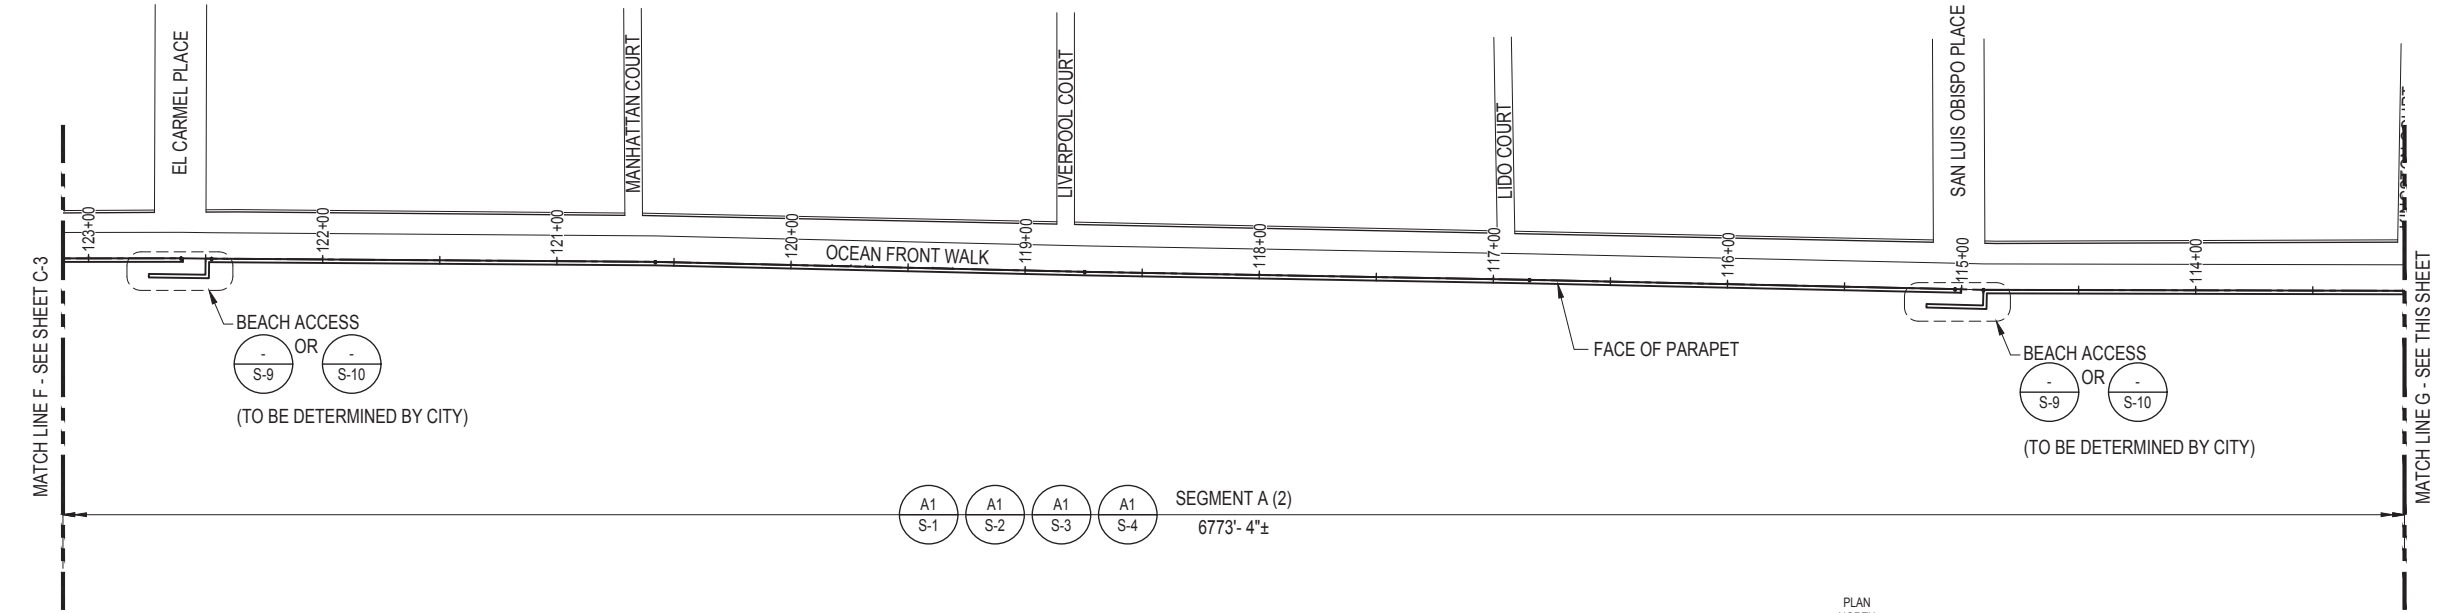 EL CARMEL PLACE
MANHATTAN COURT
LIVERPOOL COURT
LIDO COURT
SAN LUIS OBISPO PLACE
123+00
122+00
121+00
120+00
119+00
118+00
117+00
116+00
115+00
114+00
OCEAN FRONT WALK
MATCH LINE F - SEE SHEET C-3
BEACH ACCESS
- OR -
S-9 S-10
(TO BE DETERMINED BY CITY)
FACE OF PARAPET
BEACH ACCESS
- OR -
S-9 S-10
(TO BE DETERMINED BY CITY)
MATCH LINE G - SEE THIS SHEET
A1 A1 A1 A1 SEGMENT A (2)
S-1 S-2 S-3 S-4 6773'- 4"±
PLAN